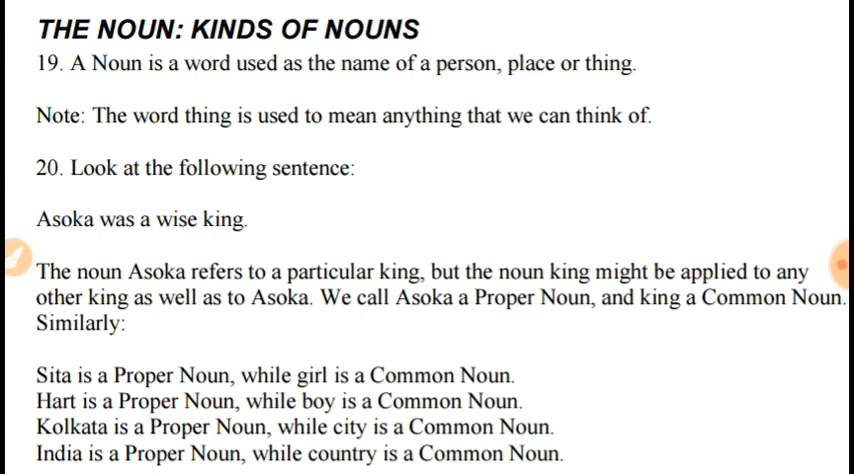 THE NOUN: KINDS OF NOUNS
19. A Noun is a word used as the name of a person, place or thing.
Note: The word thing is used to mean anything that we can think of.
20. Look at the following sentence:
Asoka was a wise king.
The noun Asoka refers to a particular king, but the noun king might be applied to any
other king as well as to Asoka. We call Asoka a Proper Noun, and king a Common Noun.
Similarly:
Sita is a Proper Noun, while girl is a Common Noun.
Hart is a Proper Noun, while boy is a Common Noun.
Kolkata is a Proper Noun, while city is a Common Noun.
India is a Proper Noun, while country is a Common Noun.